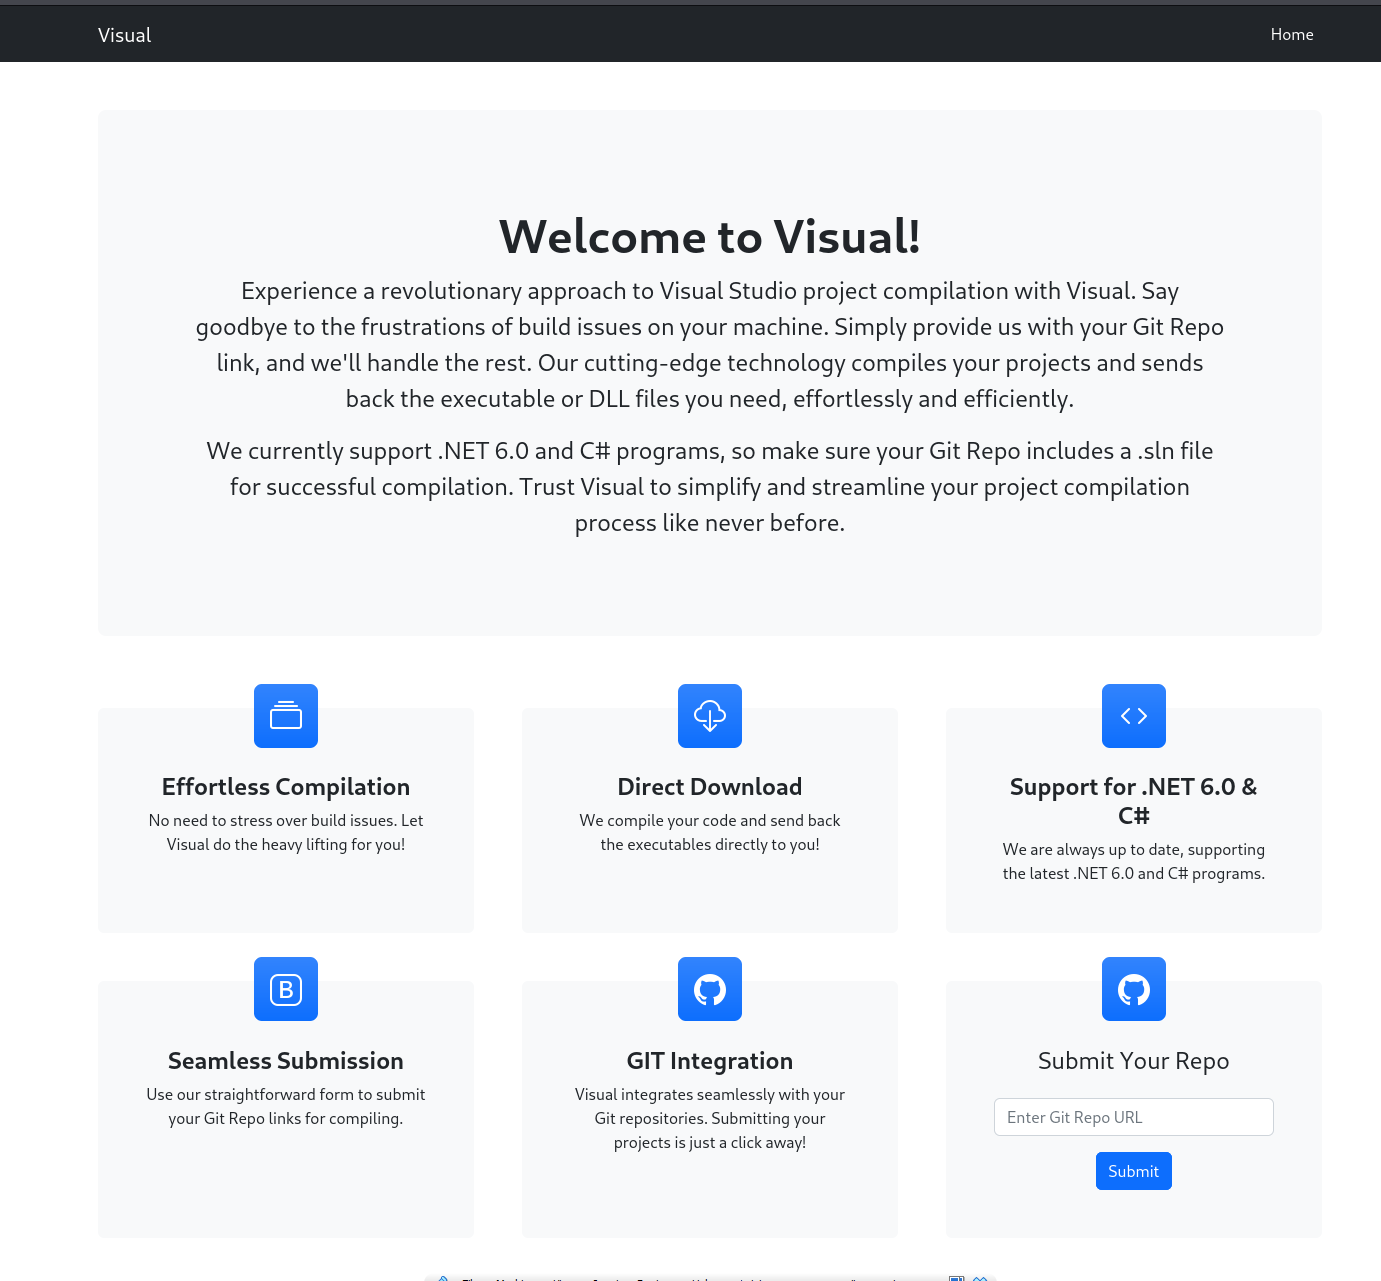 Visual
Home
Welcome to Visual!
Experience a revolutionary approach to Visual Studio project compilation with Visual. Say
goodbye to the frustrations of build issues on your machine. Simply provide us with your Git Repo
link, and we'll handle the rest. Our cutting-edge technology compiles your projects and sends
back the executable or DLL files you need, effortlessly and efficiently.
We currently support .NET 6.0 and C# programs, so make sure your Git Repo includes a .sln file
for successful compilation. Trust Visual to simplify and streamline your project compilation
process like never before.
Effortless Compilation
No need to stress over build issues. Let
Visual do the heavy lifting for you!
Direct Download
We compile your code and send back
the executables directly to you!
Support for .NET 6.0 &
C#
We are always up to date, supporting
the latest .NET 6.0 and C# programs.
B
Seamless Submission
Use our straightforward form to submit
your Git Repo links for compiling.
GIT Integration
Visual integrates seamlessly with your
Git repositories. Submitting your
projects is just a click away!
Submit Your Repo
Enter Git Repo URL
Submit